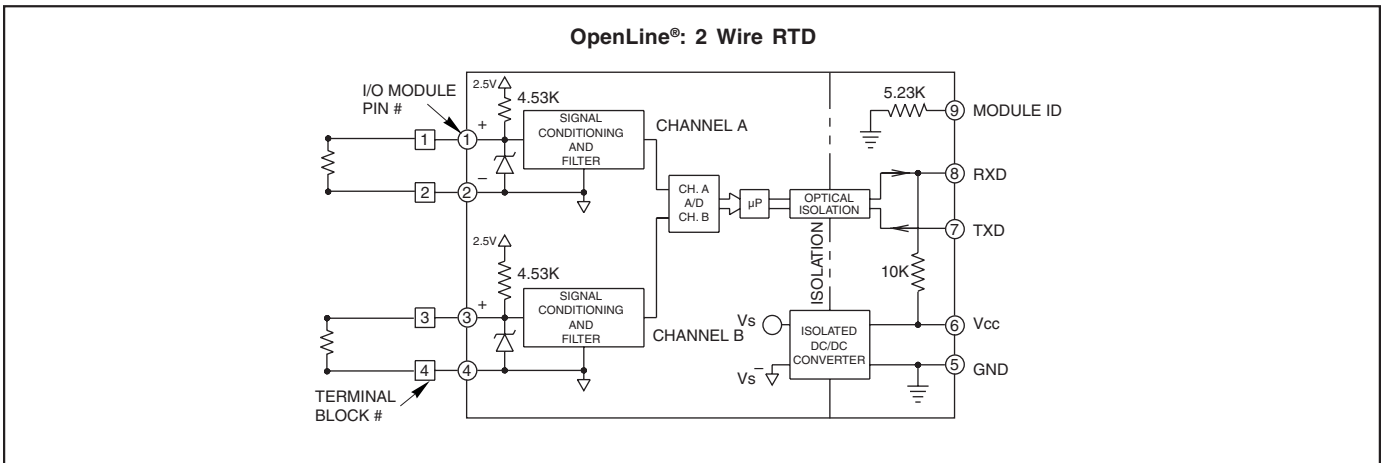 OpenLine®: 2 Wire RTD
I/O MODULE
PIN #
2.5V
4.53K
5.23K
9
MODULE ID
1
1
+
SIGNAL
CONDITIONING
AND
FILTER
CHANNEL A
2
2
–
CH. A
A/D
CH. B
µP
OPTICAL
ISOLATION
8
RXD
7
TXD
ISOLATION
10K
2.5V
4.53K
3
3
+
SIGNAL
CONDITIONING
AND
FILTER
CHANNEL B
4
4
TERMINAL
BLOCK #
Vs
Vs–
ISOLATED
DC/DC
CONVERTER
6
Vcc
5
GND